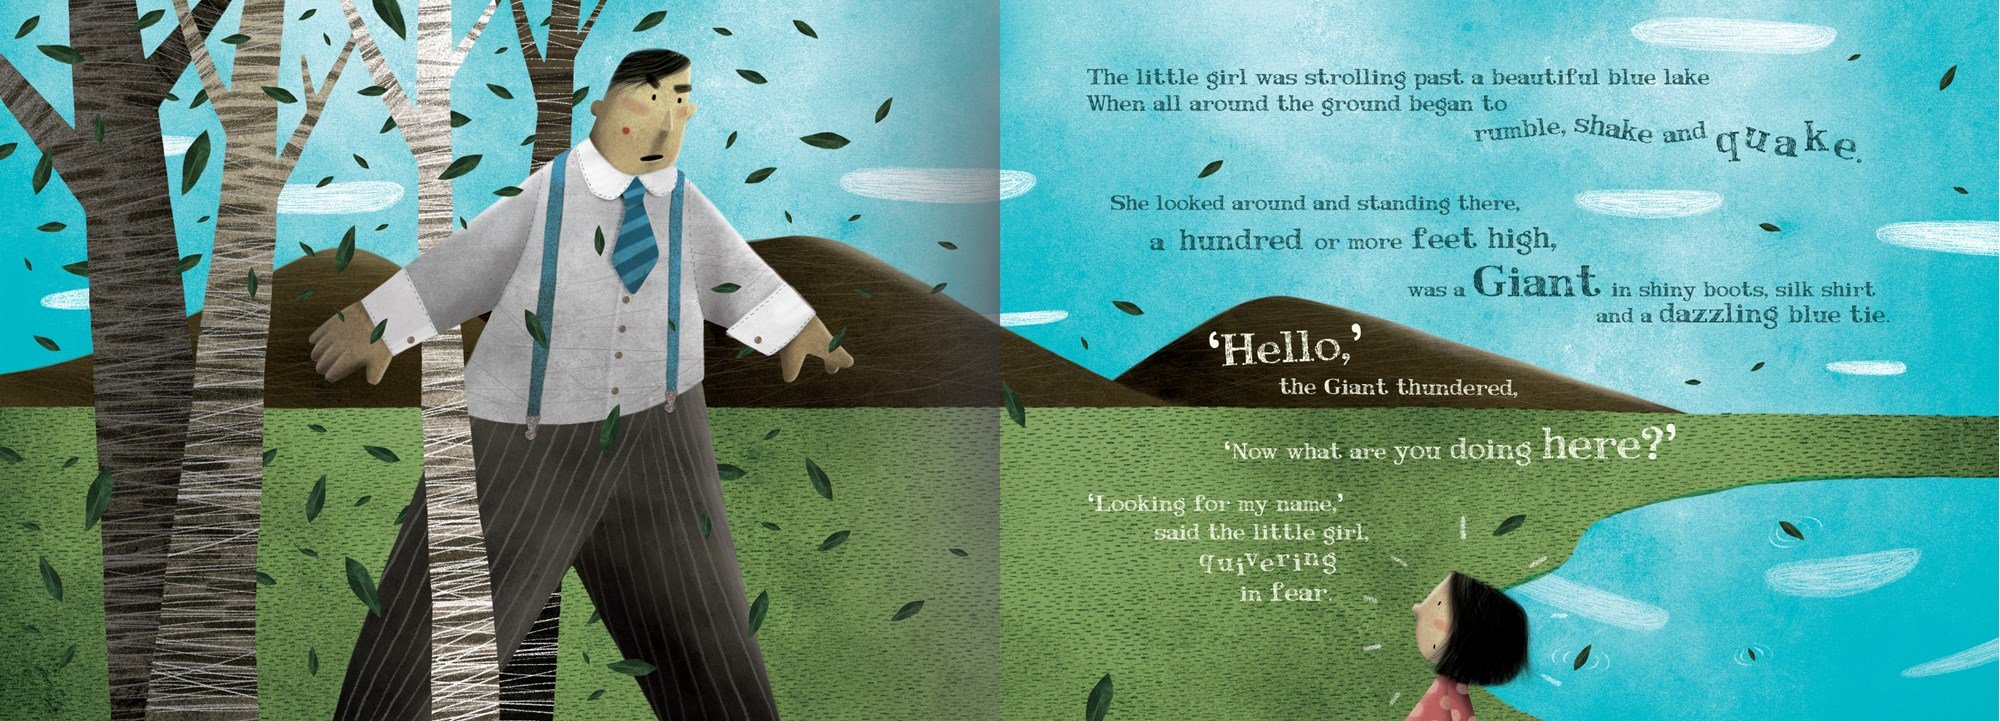 The little girl was strolling past a beautiful blue lake
When all around the ground began to
rumble, shake and quake.
She looked around and standing there,
a hundred or more feet high,
was a Giant in shiny boots, silk shirt
and a dazzling blue tie.
‘Hello,’
the Giant thundered,
‘Now what are you doing here?’
‘Looking for my name,’
said the little girl,
quivering
in fear.